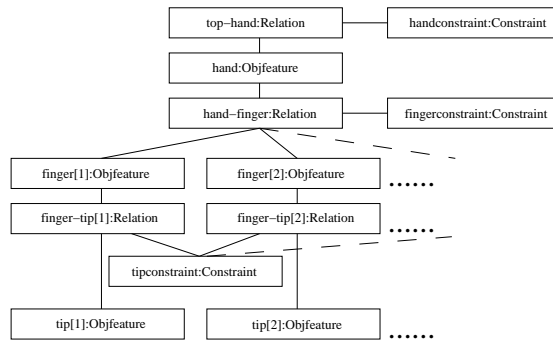 top-hand:Relation handconstraint:Constraint
hand:Objfeature
hand-finger:Relation fingerconstraint:Constraint
finger[1]:Objfeature finger[2]:Objfeature ......
finger-tip[1]:Relation finger-tip[2]:Relation ......
tipconstraint:Constraint
tip[1]:Objfeature tip[2]:Objfeature ......